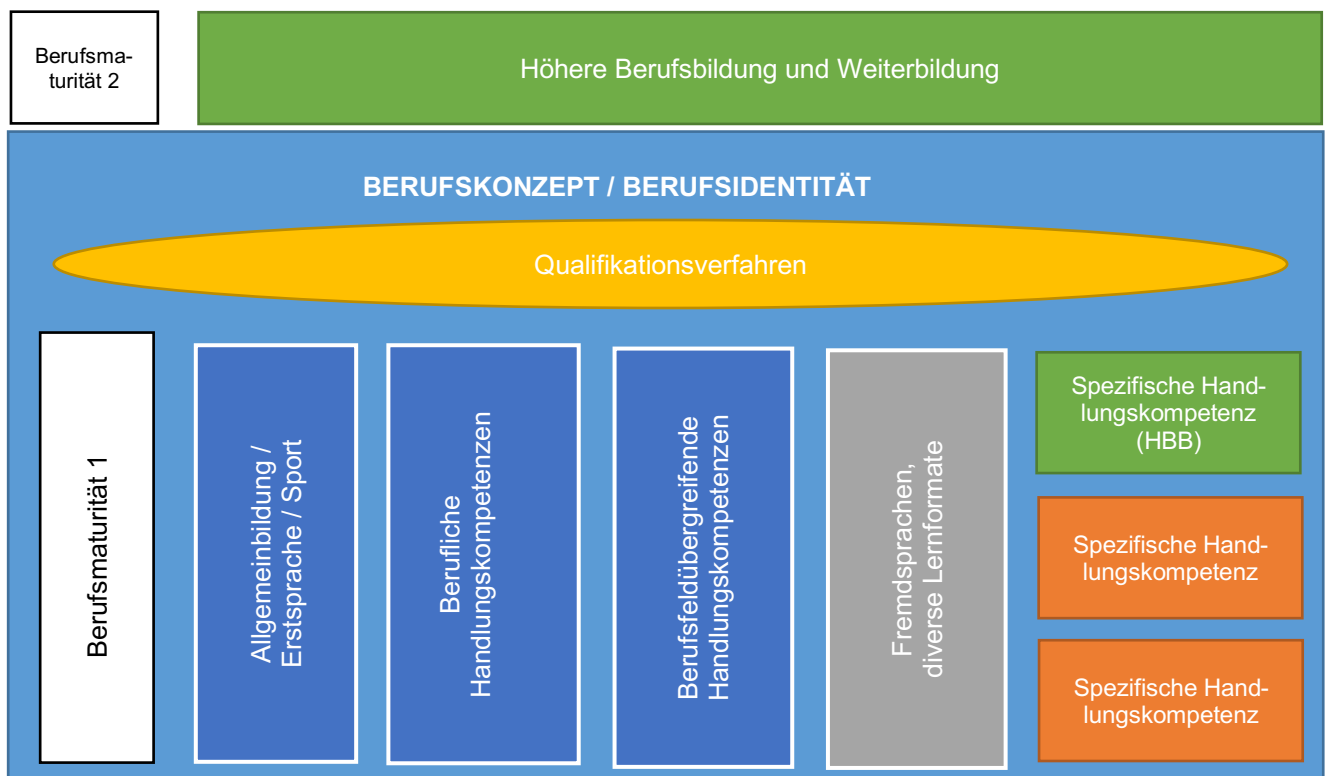 Berufsma-
turität 2
Höhere Berufsbildung und Weiterbildung
BERUFSKONZEPT / BERUFSIDENTITÄT
Qualifikationsverfahren
Berufsmaturität 1
Allgemeinbildung /
Erstsprache / Sport
Berufliche
Handlungskompetenzen
Berufsfeldübergreifende
Handlungskompetenzen
Fremdsprachen,
diverse Lernformate
Spezifische Hand-
lungskompetenz
(HBB)
Spezifische Hand-
lungskompetenz
Spezifische Hand-
lungskompetenz